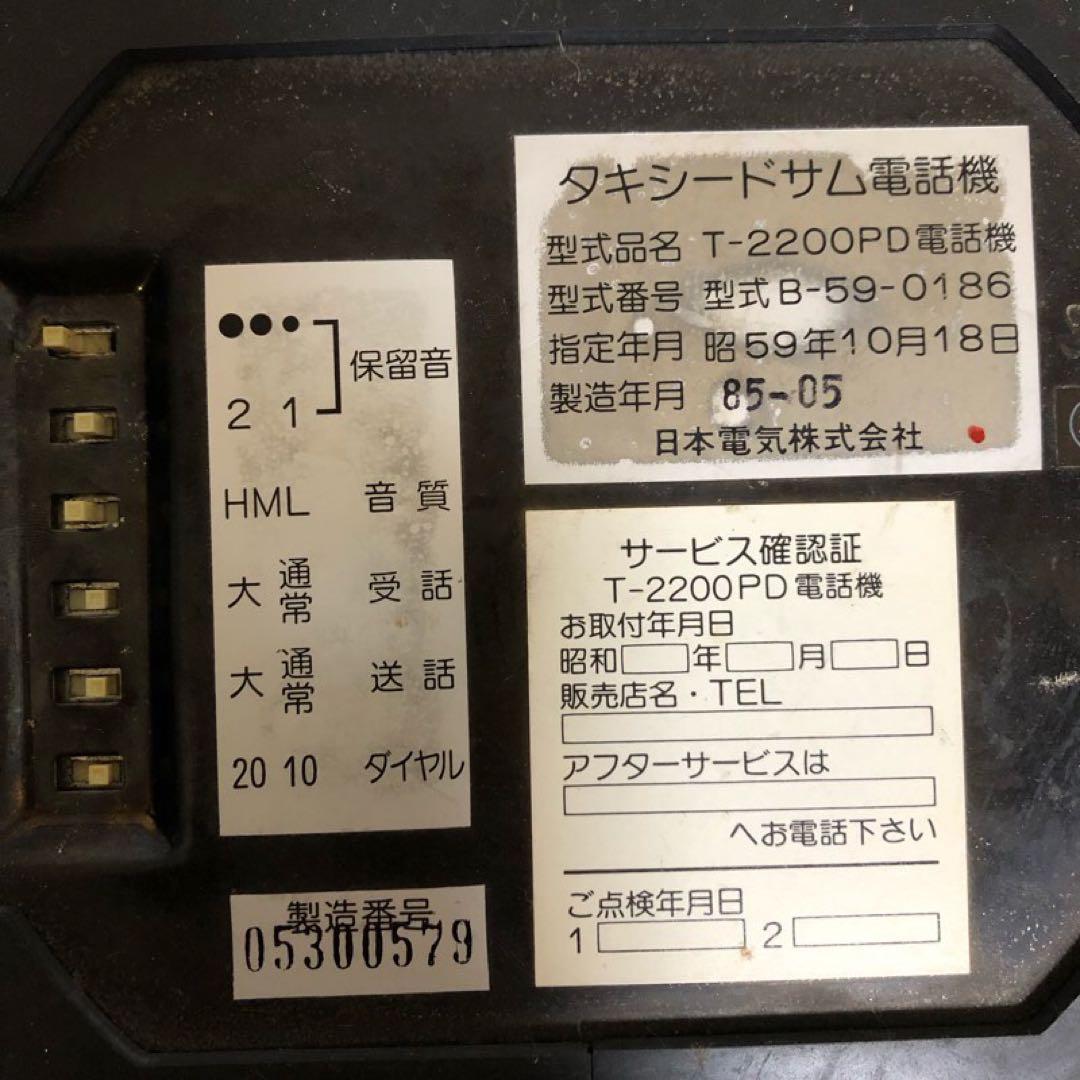 タキシードサム電話機
型式品名 T-2200PD電話機
型式番号 型式B-59-0186
指定年月 昭59年10月18日
製造年月 85-05
日本電気株式会社
●●● 保留音
2 1
HML 音質
大 通常 受話
大 通常 送話
20 10 ダイヤル
製造番号
05300579
サービス確認証
T-2200PD電話機
お取付年月日
昭和 年 月 日
販売店名・TEL
アフターサービスは
へお電話下さい
ご点検年月日
1 2